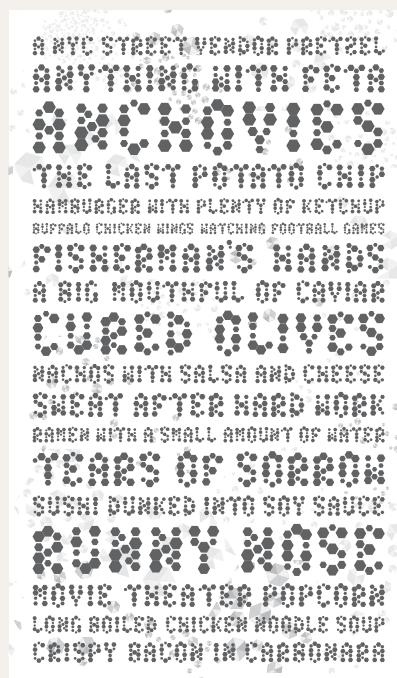 A NYC STREET VENDOR PRETZEL
ANYTHING WITH FETA
ANCHOVIES
THE LAST POTATO CHIP
HAMBURGER WITH PLENTY OF KETCHUP
BUFFALO CHICKEN WINGS WATCHING FOOTBALL GAMES
FISHERMAN'S HANDS
A BIG MOUTHFUL OF CAVIAR
CURED OLIVES
NACHOS WITH SALSA AND CHEESE
SWEAT AFTER HARD WORK
RAMEN WITH A SMALL AMOUNT OF WATER
TEARS OF SORROW
SUSHI DUNKED INTO SOY SAUCE
RUNNY NOSE
MOVIE THEATER POPCORN
LONG BOILED CHICKEN NOODLE SOUP
CRISPY BACON IN CARBONARA